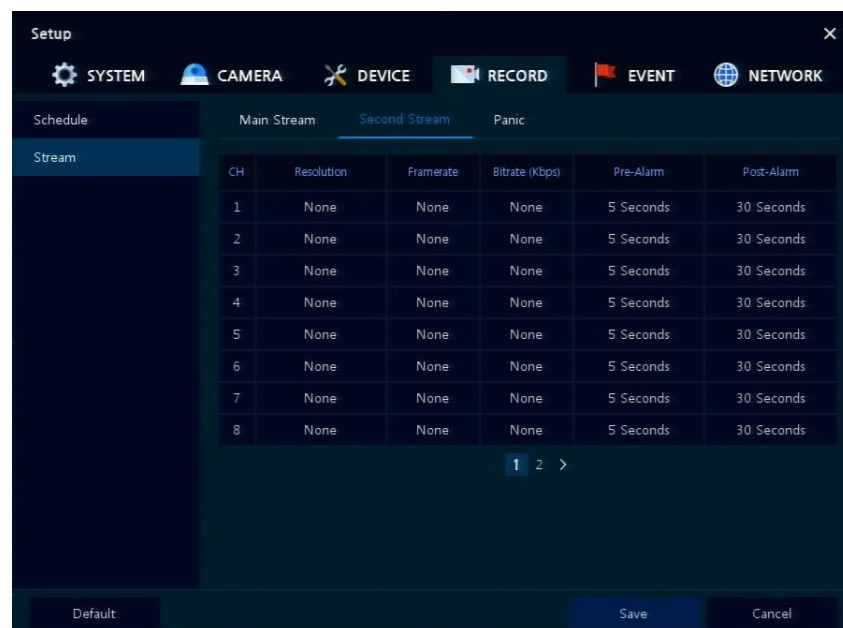 Setup ×
SYSTEM CAMERA DEVICE RECORD EVENT NETWORK
Schedule
Stream
Main Stream Second Stream Panic
CH Resolution Framerate Bitrate (Kbps) Pre-Alarm Post-Alarm
1 None None None 5 Seconds 30 Seconds
2 None None None 5 Seconds 30 Seconds
3 None None None 5 Seconds 30 Seconds
4 None None None 5 Seconds 30 Seconds
5 None None None 5 Seconds 30 Seconds
6 None None None 5 Seconds 30 Seconds
7 None None None 5 Seconds 30 Seconds
8 None None None 5 Seconds 30 Seconds
1 2 >
Default Save Cancel